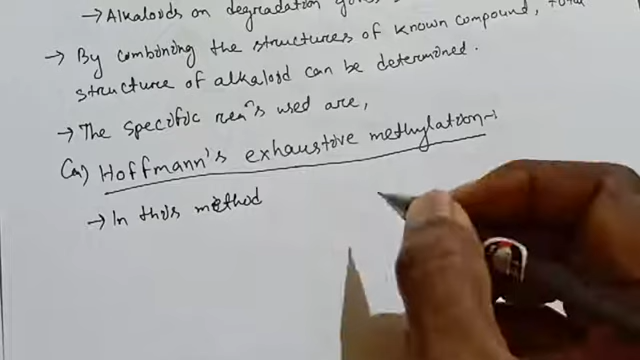 → Alkaloids on degradation
→ By combining the structures of known compound, total
structure of alkaloid can be determined.
→ The specific rxn's used are,
(a) Hoffmann's exhaustive methylation
→ In this method